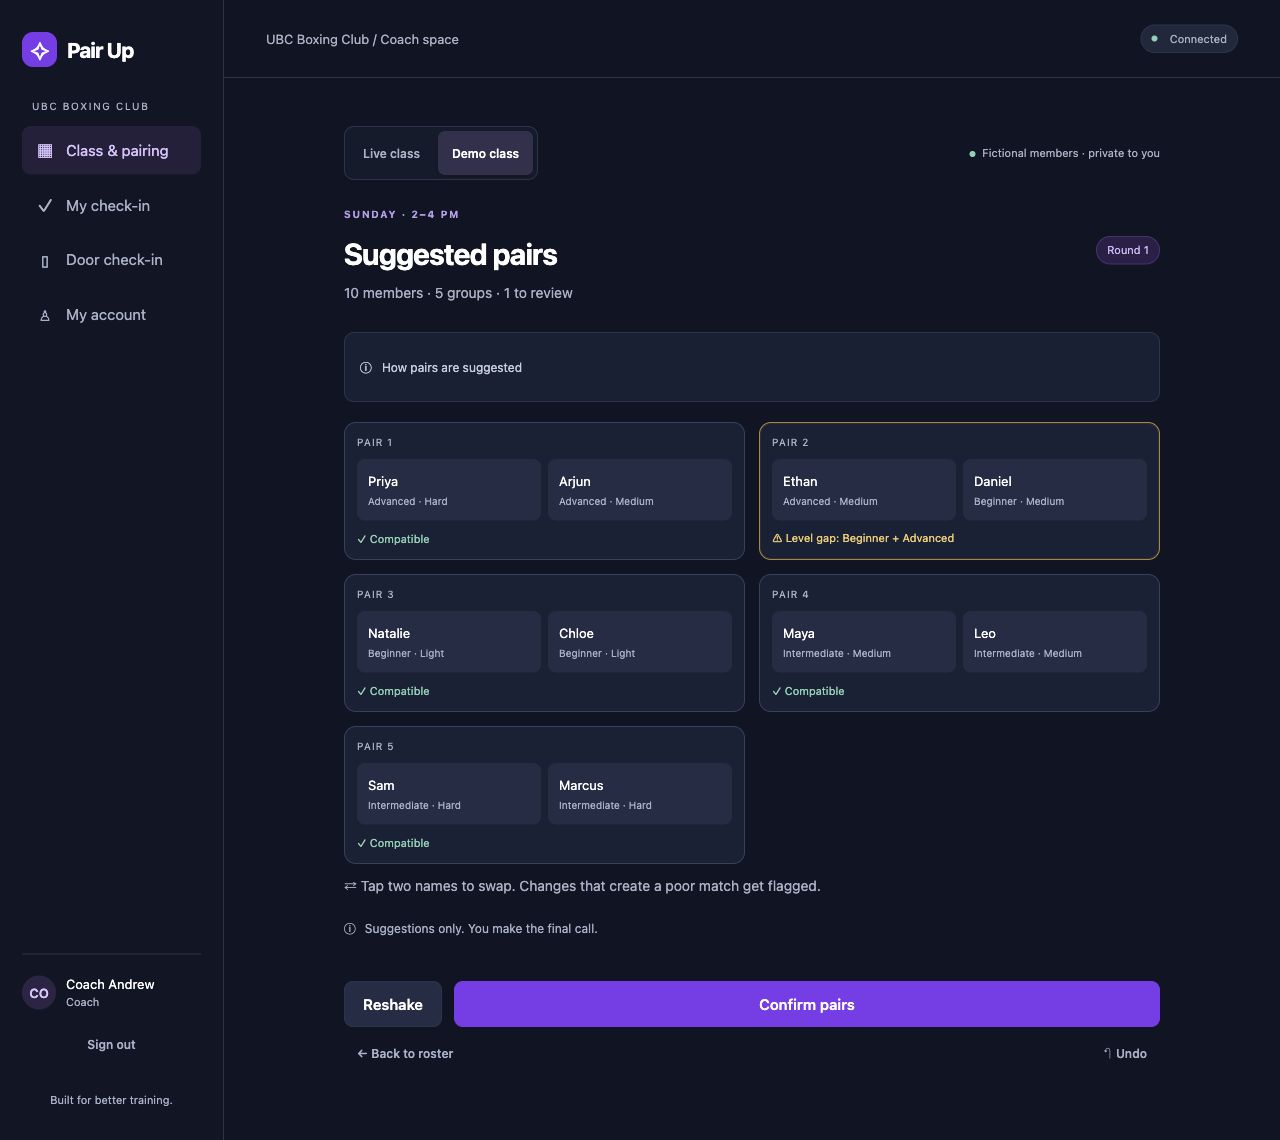 Pair Up
UBC BOXING CLUB
Class & pairing
My check-in
Door check-in
My account
CO
Coach Andrew
Coach
Sign out
Built for better training.
UBC Boxing Club / Coach space
Connected
Live class
Demo class
Fictional members · private to you
SUNDAY · 2–4 PM
Suggested pairs
Round 1
10 members · 5 groups · 1 to review
ⓘ How pairs are suggested
PAIR 1
Priya
Advanced · Hard
Arjun
Advanced · Medium
✓ Compatible
PAIR 2
Ethan
Advanced · Medium
Daniel
Beginner · Medium
⚠ Level gap: Beginner + Advanced
PAIR 3
Natalie
Beginner · Light
Chloe
Beginner · Light
✓ Compatible
PAIR 4
Maya
Intermediate · Medium
Leo
Intermediate · Medium
✓ Compatible
PAIR 5
Sam
Intermediate · Hard
Marcus
Intermediate · Hard
✓ Compatible
⇄ Tap two names to swap. Changes that create a poor match get flagged.
ⓘ Suggestions only. You make the final call.
Reshake
Confirm pairs
← Back to roster
↰ Undo